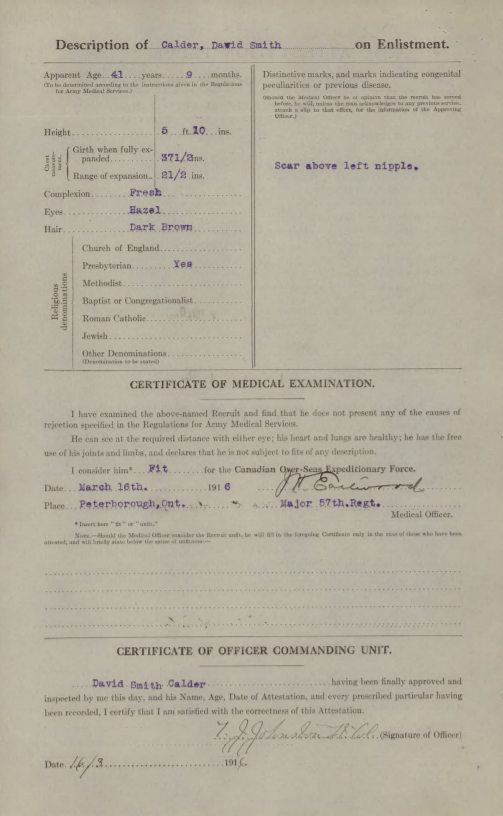 Description of Calder, David Smith on Enlistment.
Apparent Age 41 years 9 months.
(To be determined according to the instructions given in the Regulations
for Army Medical Services.)
Height 5 ft. 10 ins.
Chest measurement.
Girth when fully expanded 37 1/2 ins.
Range of expansion 2 1/2 ins.
Complexion Fresh
Eyes Hazel
Hair Dark Brown
Religious denominations
Church of England
Presbyterian Yes
Methodist
Baptist or Congregationalist
Roman Catholic
Jewish
Other Denominations
(Denomination to be stated)
Distinctive marks, and marks indicating congenital
peculiarities or previous disease.
(Should the Medical Officer be of opinion that the recruit has served
before, he will, unless the man acknowledges to any previous service,
attach a slip to that effect, for the information of the Approving
Officer.)
Scar above left nipple.
CERTIFICATE OF MEDICAL EXAMINATION.
I have examined the above-named Recruit and find that he does not present any of the causes of
rejection specified in the Regulations for Army Medical Services.
He can see at the required distance with either eye; his heart and lungs are healthy; he has the free
use of his joints and limbs, and declares that he is not subject to fits of any description.
I consider him* Fit for the Canadian Over-Seas Expeditionary Force.
Date March 16th. 1916
Place Peterborough, Ont. Major 57th. Regt.
Medical Officer.
* Insert here "fit" or "unfit."
Note.—Should the Medical Officer consider the Recruit unfit, he will fill in the foregoing Certificate only in the case of those who have been
attested, and will briefly state below the cause of unfitness:—
CERTIFICATE OF OFFICER COMMANDING UNIT.
David Smith Calder having been finally approved and
inspected by me this day, and his Name, Age, Date of Attestation, and every prescribed particular having
been recorded, I certify that I am satisfied with the correctness of this Attestation.
Johnston Lt. Col. (Signature of Officer)
Date 16/3 1916.